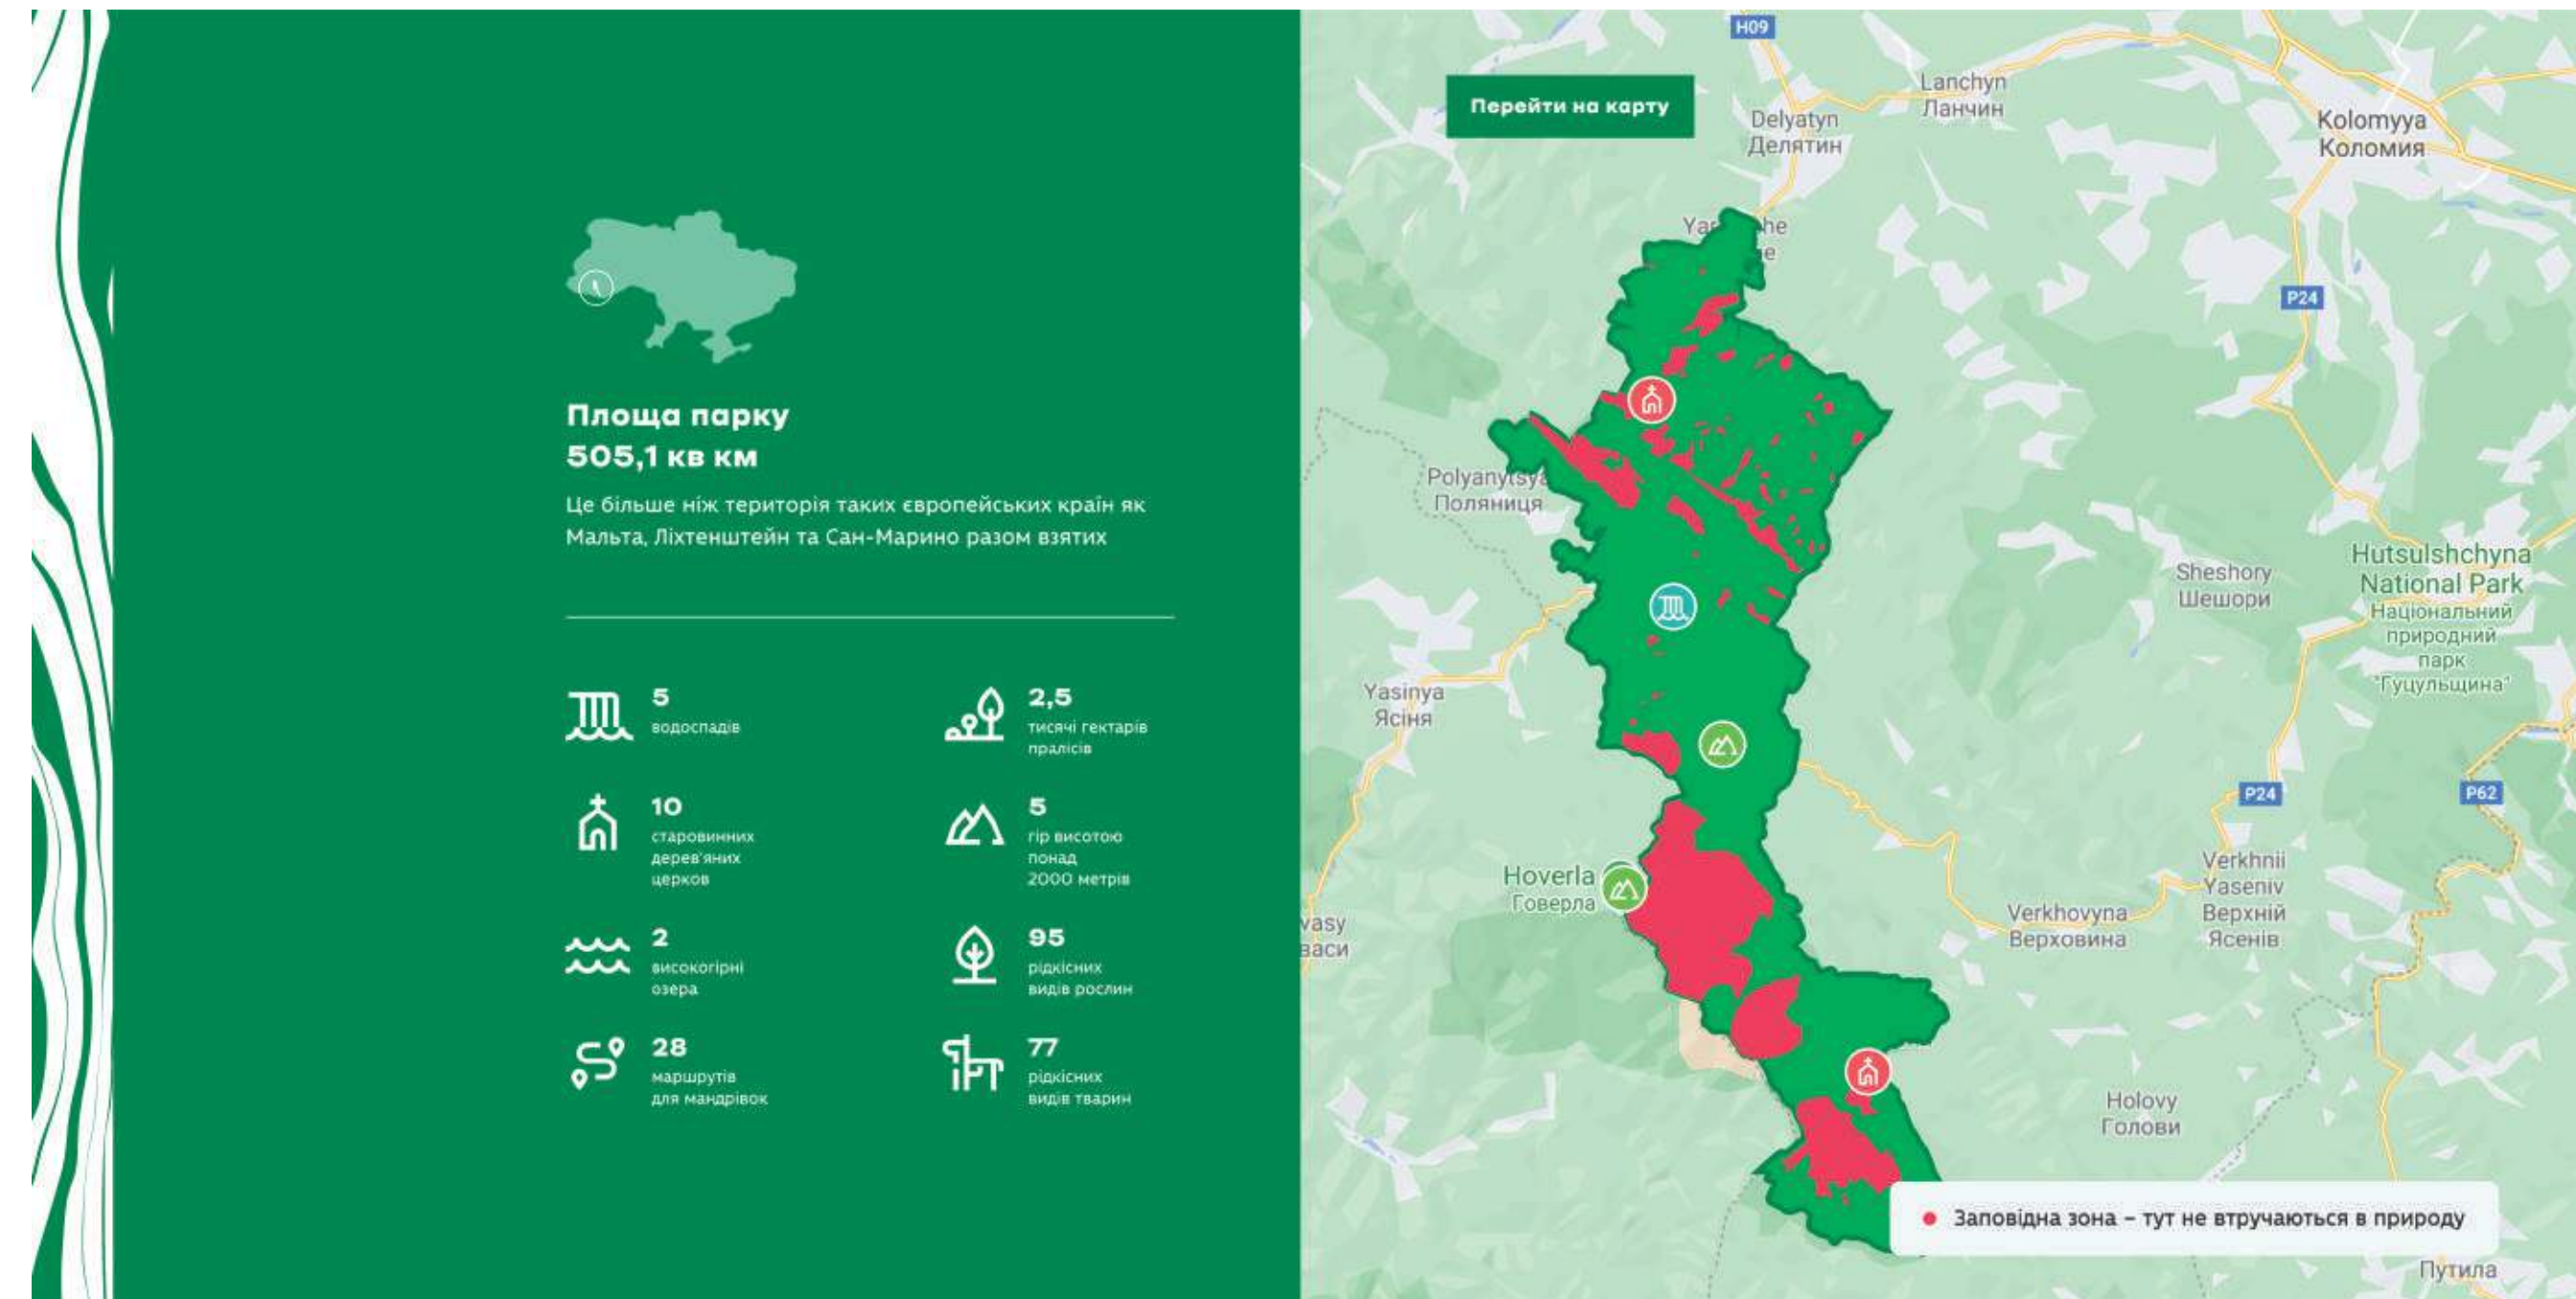 Площа парку
505,1 кв км
Це більше ніж територія таких європейських країн як
Мальта, Ліхтенштейн та Сан-Марино разом взятих
5
водоспадів
2,5
тисячі гектарів
пралісів
10
старовинних
дерев'яних
церков
5
гір висотою
понад
2000 метрів
2
високогірні
озера
95
рідкісних
видів рослин
28
маршрутів
для мандрівок
77
рідкісних
видів тварин
Перейти на карту
H09
Lanchyn
Ланчин
Delyatyn
Делятин
Kolomyya
Коломия
P24
Polyanytsya
Поляниця
Hutsulshchyna
National Park
Національний
природний
парк
"Гуцульщина"
Sheshory
Шешори
Yasinya
Ясіня
P24
P62
Hoverla
Говерла
Verkhnii
Yaseniv
Верхній
Ясенів
Verkhovyna
Верховина
vasy
васи
Holovy
Голови
Заповідна зона – тут не втручаються в природу
Путила